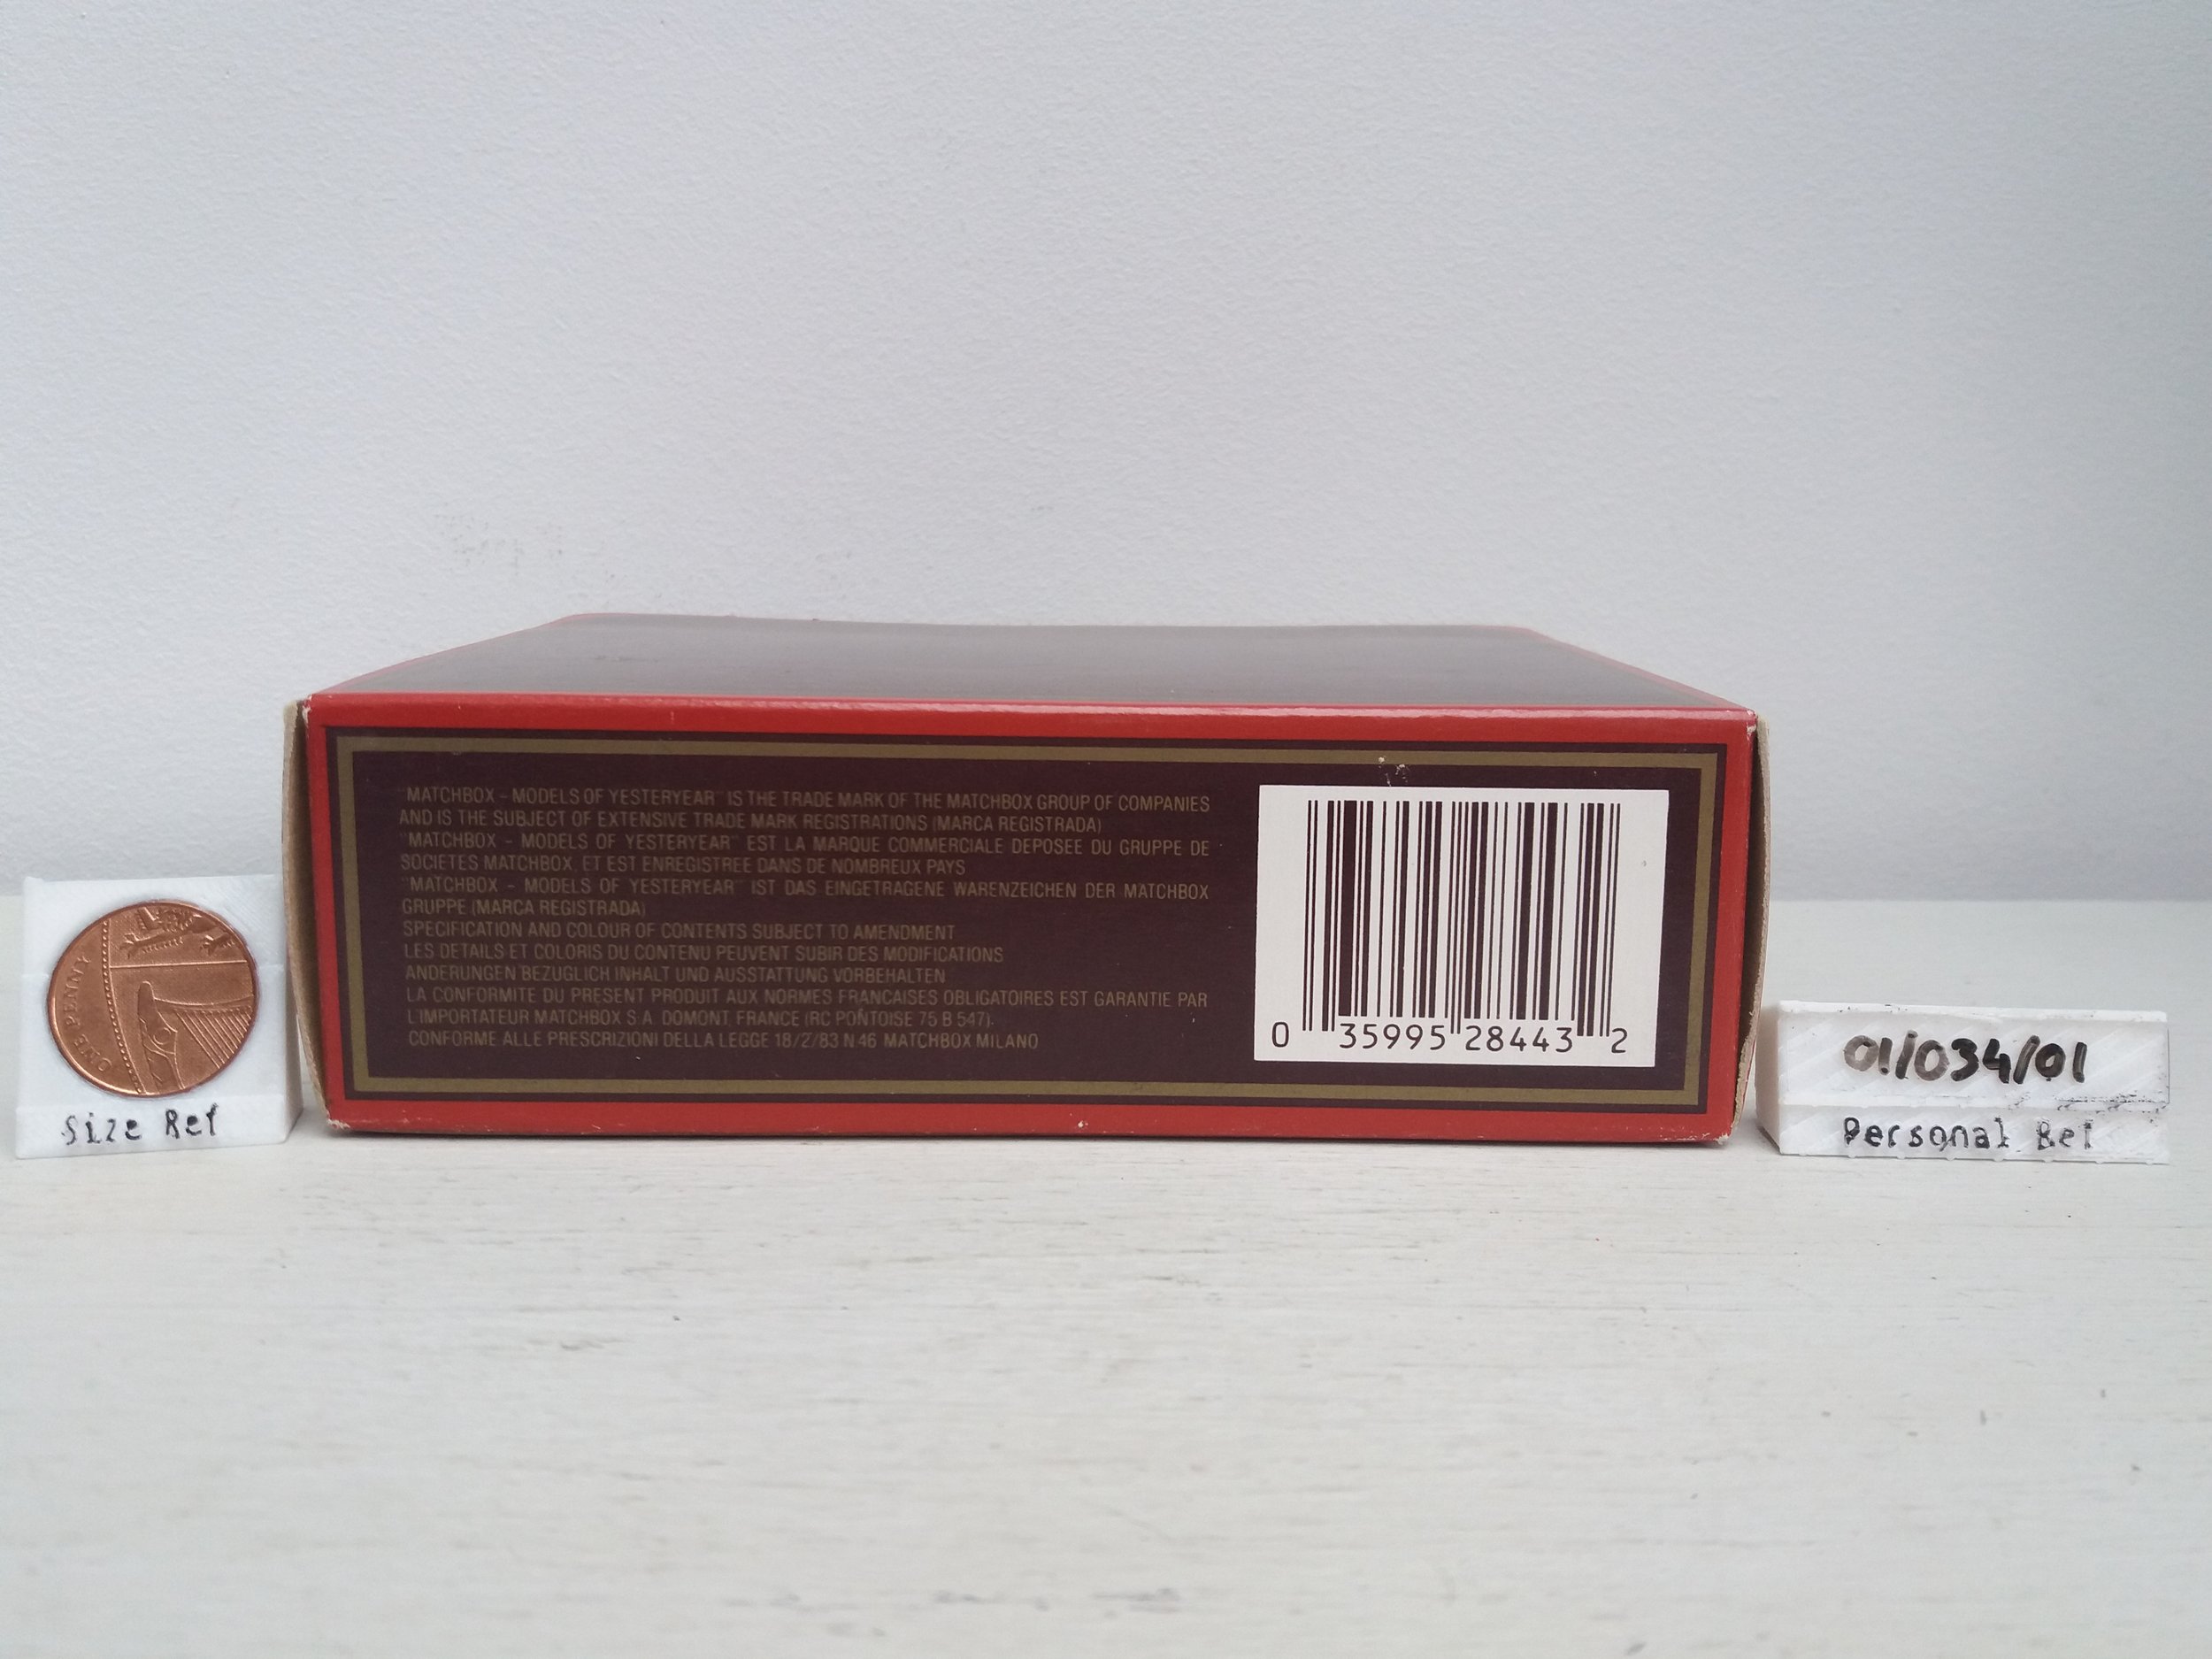 "MATCHBOX - MODELS OF YESTERYEAR" IS THE TRADE MARK OF THE MATCHBOX GROUP OF COMPANIES
AND IS THE SUBJECT OF EXTENSIVE TRADE MARK REGISTRATIONS (MARCA REGISTRADA)
"MATCHBOX - MODELS OF YESTERYEAR" EST LA MARQUE COMMERCIALE DEPOSEE DU GRUPPE DE
SOCIETES MATCHBOX, ET EST ENREGISTREE DANS DE NOMBREUX PAYS
"MATCHBOX - MODELS OF YESTERYEAR" IST DAS EINGETRAGENE WARENZEICHEN DER MATCHBOX
GRUPPE (MARCA REGISTRADA)
SPECIFICATION AND COLOUR OF CONTENTS SUBJECT TO AMENDMENT
LES DETAILS ET COLORIS DU CONTENU PEUVENT SUBIR DES MODIFICATIONS
ANDERUNGEN BEZUGLICH INHALT UND AUSSTATTUNG VORBEHALTEN
LA CONFORMITE DU PRESENT PRODUIT AUX NORMES FRANCAISES OBLIGATOIRES EST GARANTIE PAR
L'IMPORTATEUR MATCHBOX S.A. DOMONT, FRANCE (RC PONTOISE 75 B 547).
CONFORME ALLE PRESCRIZIONI DELLA LEGGE 18/2/83 N 46 MATCHBOX MILANO
0 35995 28443 2
ONE PENNY
Size Ref
01/034/01
Personal Ref